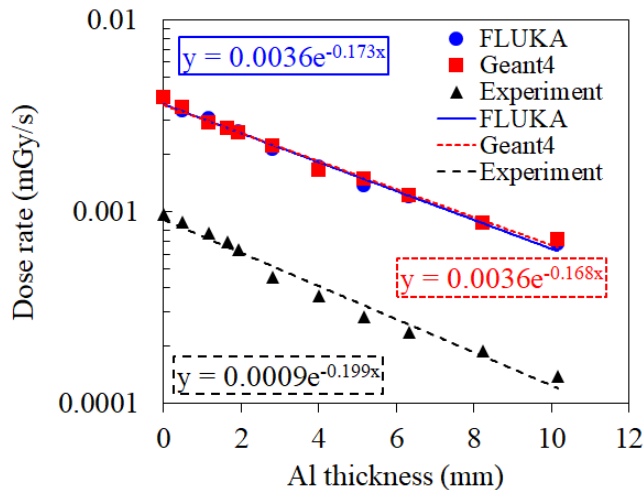 0.01
0.001
0.0001
Dose rate (mGy/s)
y = 0.0036e^-0.173x
FLUKA
Geant4
Experiment
FLUKA
Geant4
Experiment
y = 0.0036e^-0.168x
y = 0.0009e^-0.199x
0 2 4 6 8 10 12
Al thickness (mm)